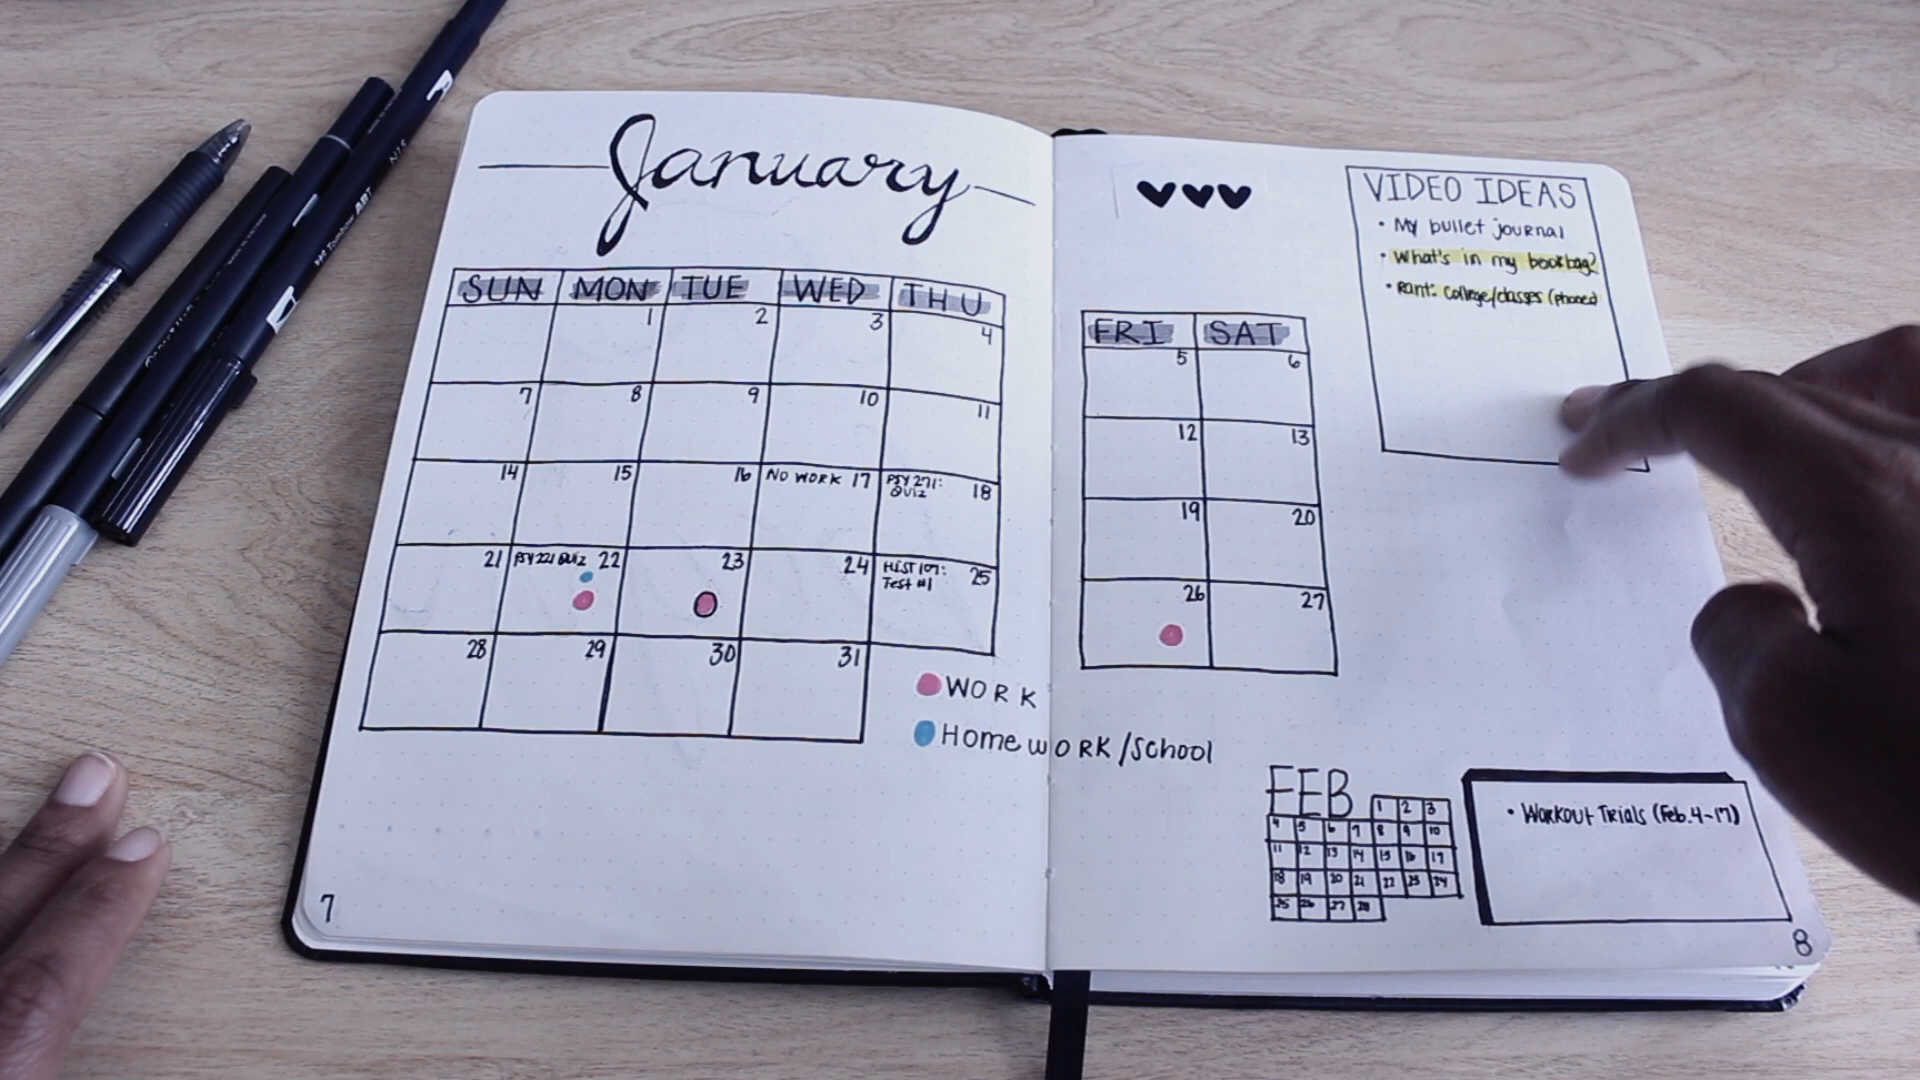 January
SUN MON TUE WED THU
1 2 3 4
7 8 9 10 11
14 15 16 NO WORK 17 PSY 271: 18
QUIZ
21 PSY 221 QUIZ 22 23 24 HIST 107: 25
Test #1
28 29 30 31
WORK
Homework/School
7
FRI SAT
5 6
12 13
19 20
26 27
VIDEO IDEAS
• My bullet journal
• What's in my bookbag?
• Rant: College/classes (phones)
FEB
1 2 3
4 5 6 7 8 9 10
11 12 13 14 15 16 17
18 19 20 21 22 23 24
25 26 27 28
• Workout Trials (Feb. 4-17)
8
Tombow ABT
N15